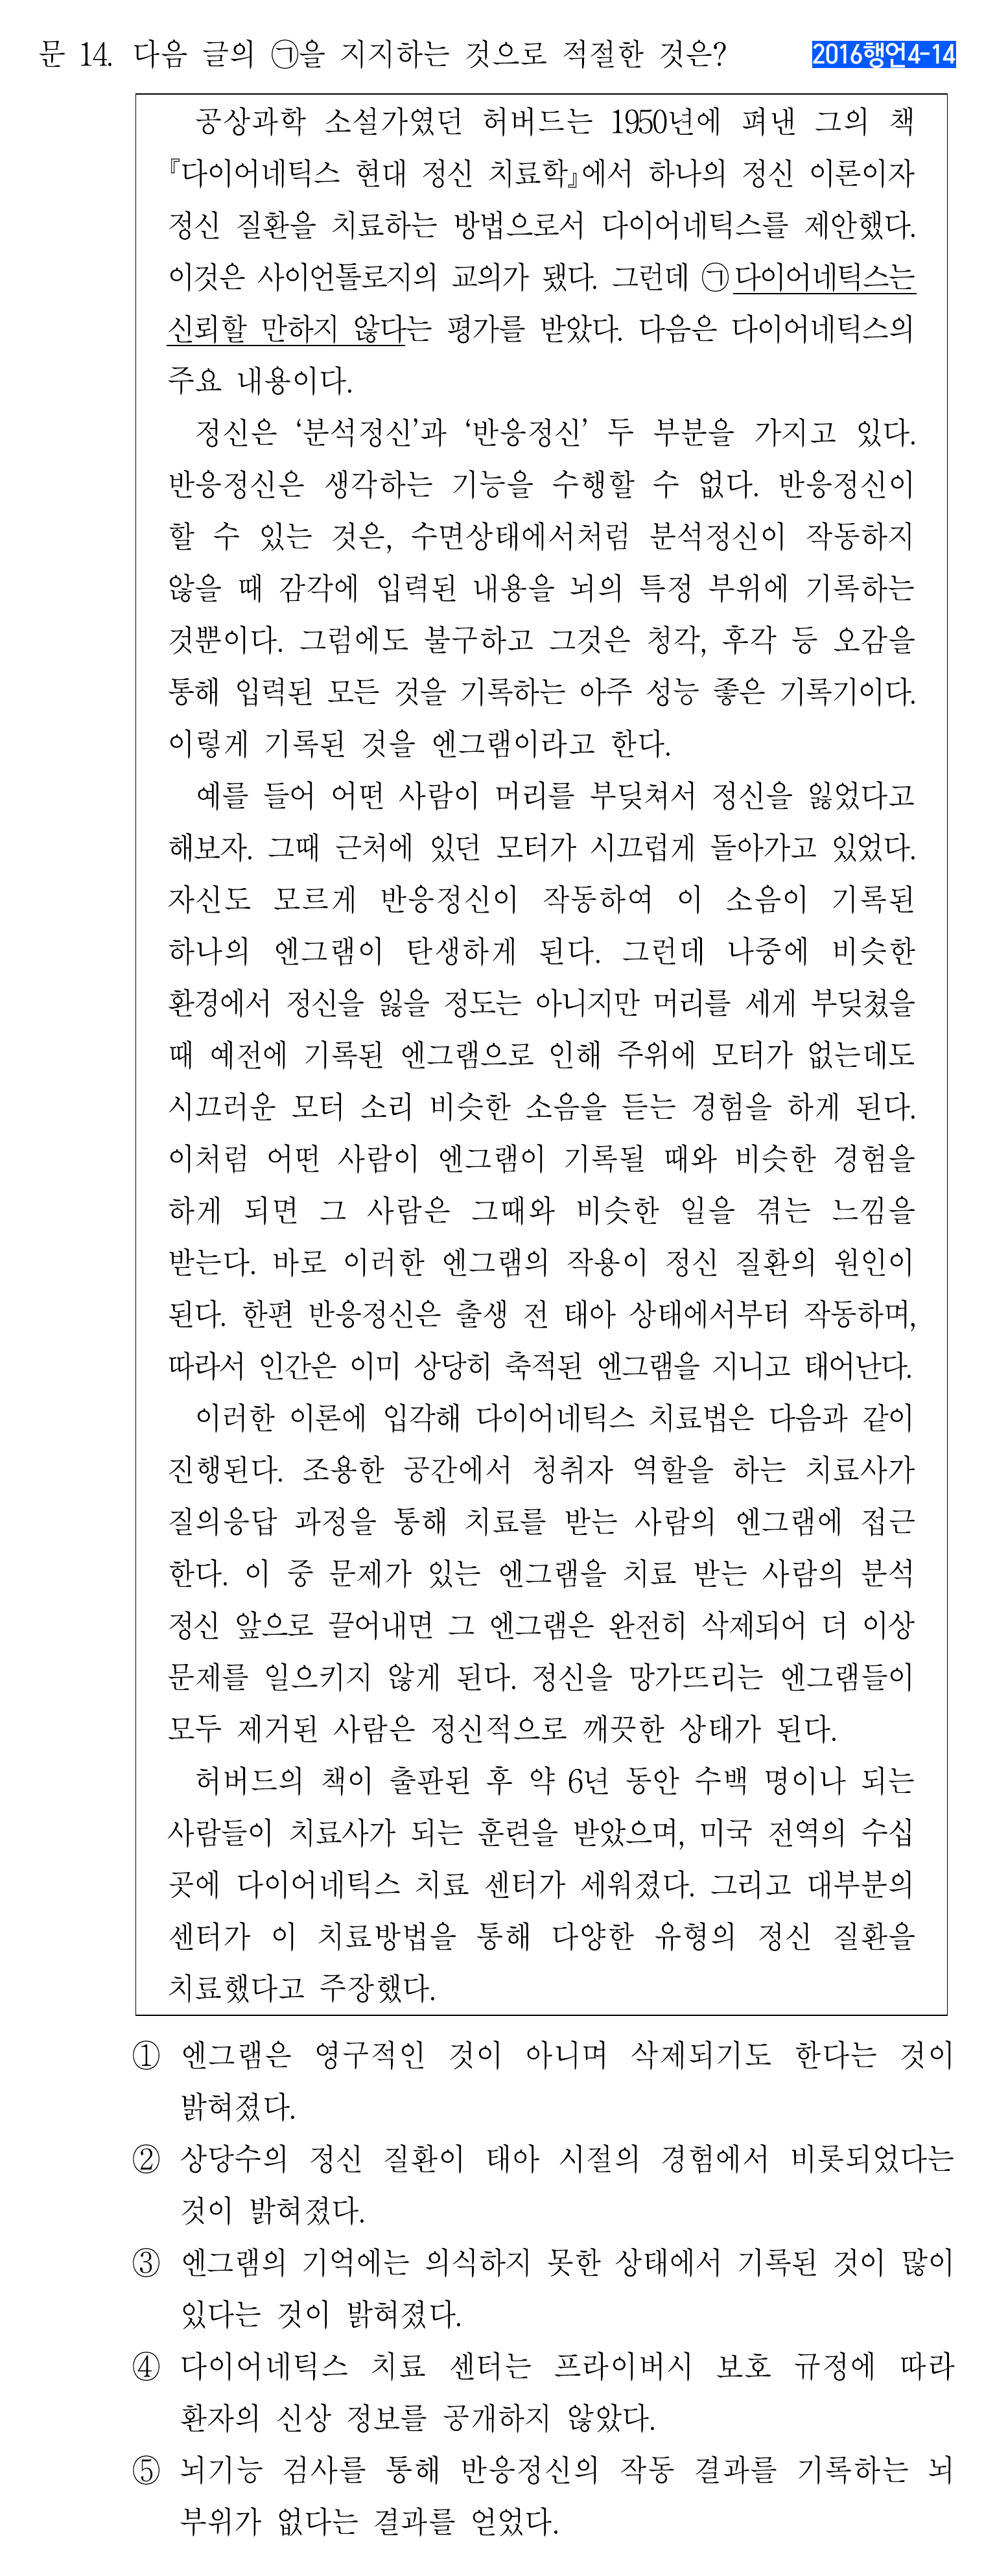 문 14. 다음 글의 ㉠을 지지하는 것으로 적절한 것은? 2016행언4-14
공상과학 소설가였던 허버드는 1950년에 펴낸 그의 책
『다이어네틱스 현대 정신 치료학』에서 하나의 정신 이론이자
정신 질환을 치료하는 방법으로서 다이어네틱스를 제안했다.
이것은 사이언톨로지의 교의가 됐다. 그런데 ㉠다이어네틱스는
신뢰할 만하지 않다는 평가를 받았다. 다음은 다이어네틱스의
주요 내용이다.
정신은 ‘분석정신’과 ‘반응정신’ 두 부분을 가지고 있다.
반응정신은 생각하는 기능을 수행할 수 없다. 반응정신이
할 수 있는 것은, 수면상태에서처럼 분석정신이 작동하지
않을 때 감각에 입력된 내용을 뇌의 특정 부위에 기록하는
것뿐이다. 그럼에도 불구하고 그것은 청각, 후각 등 오감을
통해 입력된 모든 것을 기록하는 아주 성능 좋은 기록기이다.
이렇게 기록된 것을 엔그램이라고 한다.
예를 들어 어떤 사람이 머리를 부딪쳐서 정신을 잃었다고
해보자. 그때 근처에 있던 모터가 시끄럽게 돌아가고 있었다.
자신도 모르게 반응정신이 작동하여 이 소음이 기록된
하나의 엔그램이 탄생하게 된다. 그런데 나중에 비슷한
환경에서 정신을 잃을 정도는 아니지만 머리를 세게 부딪쳤을
때 예전에 기록된 엔그램으로 인해 주위에 모터가 없는데도
시끄러운 모터 소리 비슷한 소음을 듣는 경험을 하게 된다.
이처럼 어떤 사람이 엔그램이 기록될 때와 비슷한 경험을
하게 되면 그 사람은 그때와 비슷한 일을 겪는 느낌을
받는다. 바로 이러한 엔그램의 작용이 정신 질환의 원인이
된다. 한편 반응정신은 출생 전 태아 상태에서부터 작동하며,
따라서 인간은 이미 상당히 축적된 엔그램을 지니고 태어난다.
이러한 이론에 입각해 다이어네틱스 치료법은 다음과 같이
진행된다. 조용한 공간에서 청취자 역할을 하는 치료사가
질의응답 과정을 통해 치료를 받는 사람의 엔그램에 접근
한다. 이 중 문제가 있는 엔그램을 치료 받는 사람의 분석
정신 앞으로 끌어내면 그 엔그램은 완전히 삭제되어 더 이상
문제를 일으키지 않게 된다. 정신을 망가뜨리는 엔그램들이
모두 제거된 사람은 정신적으로 깨끗한 상태가 된다.
허버드의 책이 출판된 후 약 6년 동안 수백 명이나 되는
사람들이 치료사가 되는 훈련을 받았으며, 미국 전역의 수십
곳에 다이어네틱스 치료 센터가 세워졌다. 그리고 대부분의
센터가 이 치료방법을 통해 다양한 유형의 정신 질환을
치료했다고 주장했다.
① 엔그램은 영구적인 것이 아니며 삭제되기도 한다는 것이
밝혀졌다.
② 상당수의 정신 질환이 태아 시절의 경험에서 비롯되었다는
것이 밝혀졌다.
③ 엔그램의 기억에는 의식하지 못한 상태에서 기록된 것이 많이
있다는 것이 밝혀졌다.
④ 다이어네틱스 치료 센터는 프라이버시 보호 규정에 따라
환자의 신상 정보를 공개하지 않았다.
⑤ 뇌기능 검사를 통해 반응정신의 작동 결과를 기록하는 뇌
부위가 없다는 결과를 얻었다.